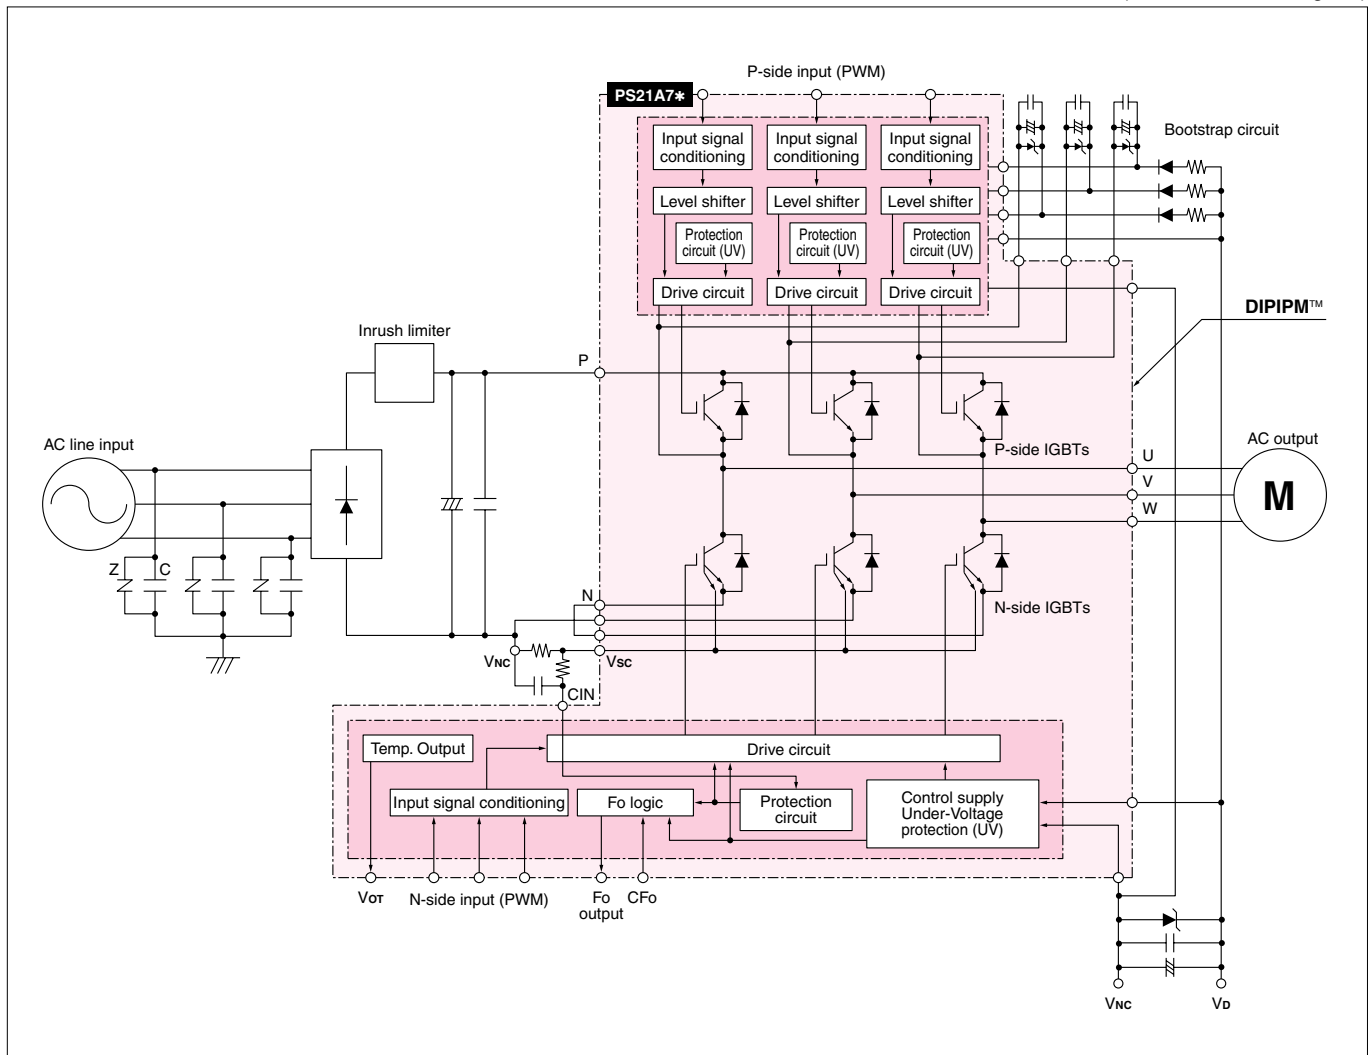 P-side input (PWM)
PS21A7*
Input signal
conditioning
Input signal
conditioning
Input signal
conditioning
Bootstrap circuit
Level shifter
Level shifter
Level shifter
Protection
circuit (UV)
Protection
circuit (UV)
Protection
circuit (UV)
Drive circuit
Drive circuit
Drive circuit
DIPIPM™
Inrush limiter
P
AC line input
P-side IGBTs
AC output
U
V
W
M
Z
C
N
N-side IGBTs
VNC
VSC
CIN
Temp. Output
Drive circuit
Input signal conditioning
Fo logic
Protection
circuit
Control supply
Under-Voltage
protection (UV)
VOT
N-side input (PWM)
Fo
output
CFo
VNC
VD